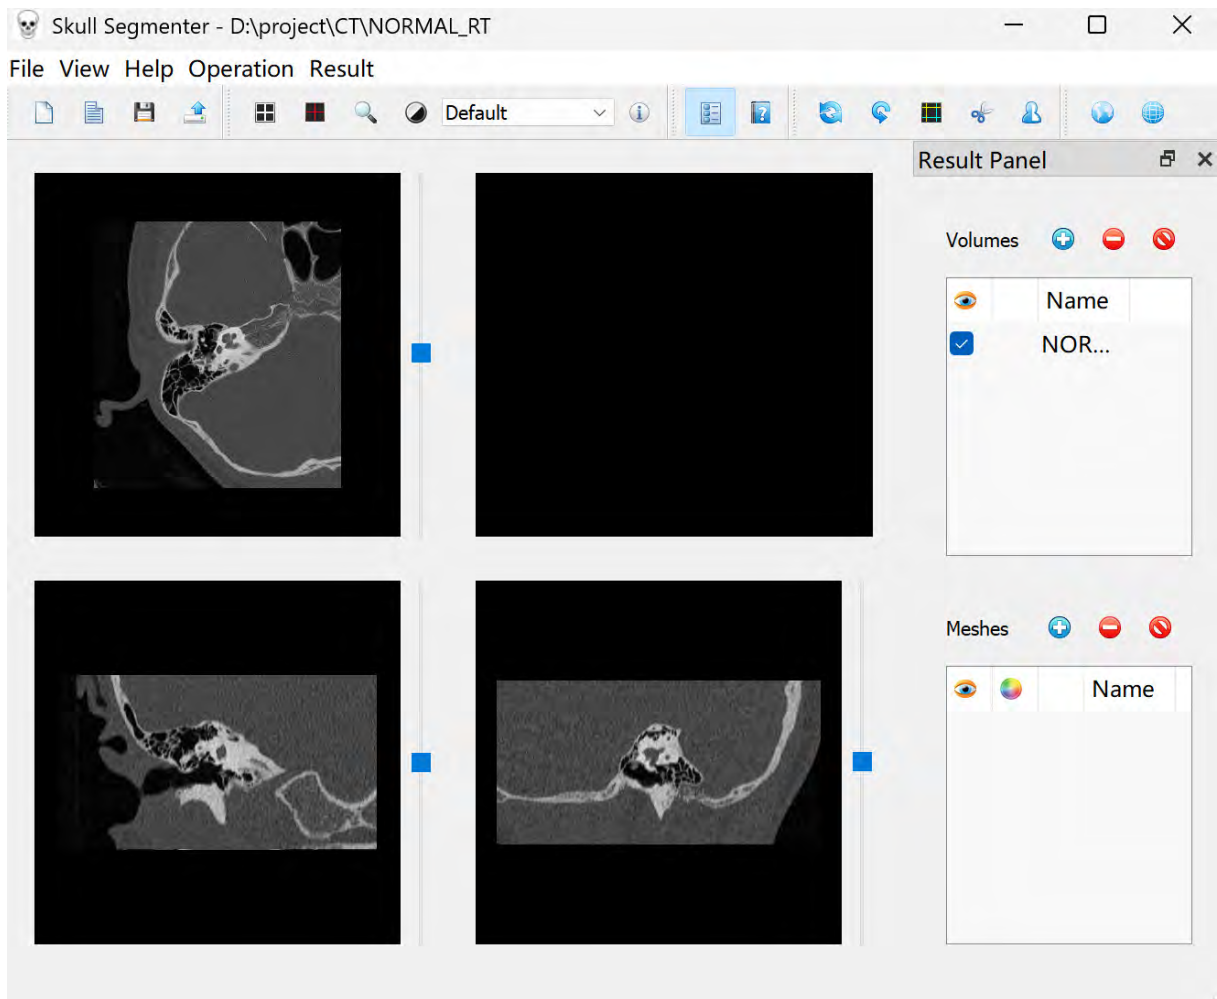 Skull Segmenter - D:\project\CT\NORMAL_RT
File View Help Operation Result
Default
Result Panel
Volumes
Name
NOR...
Meshes
Name